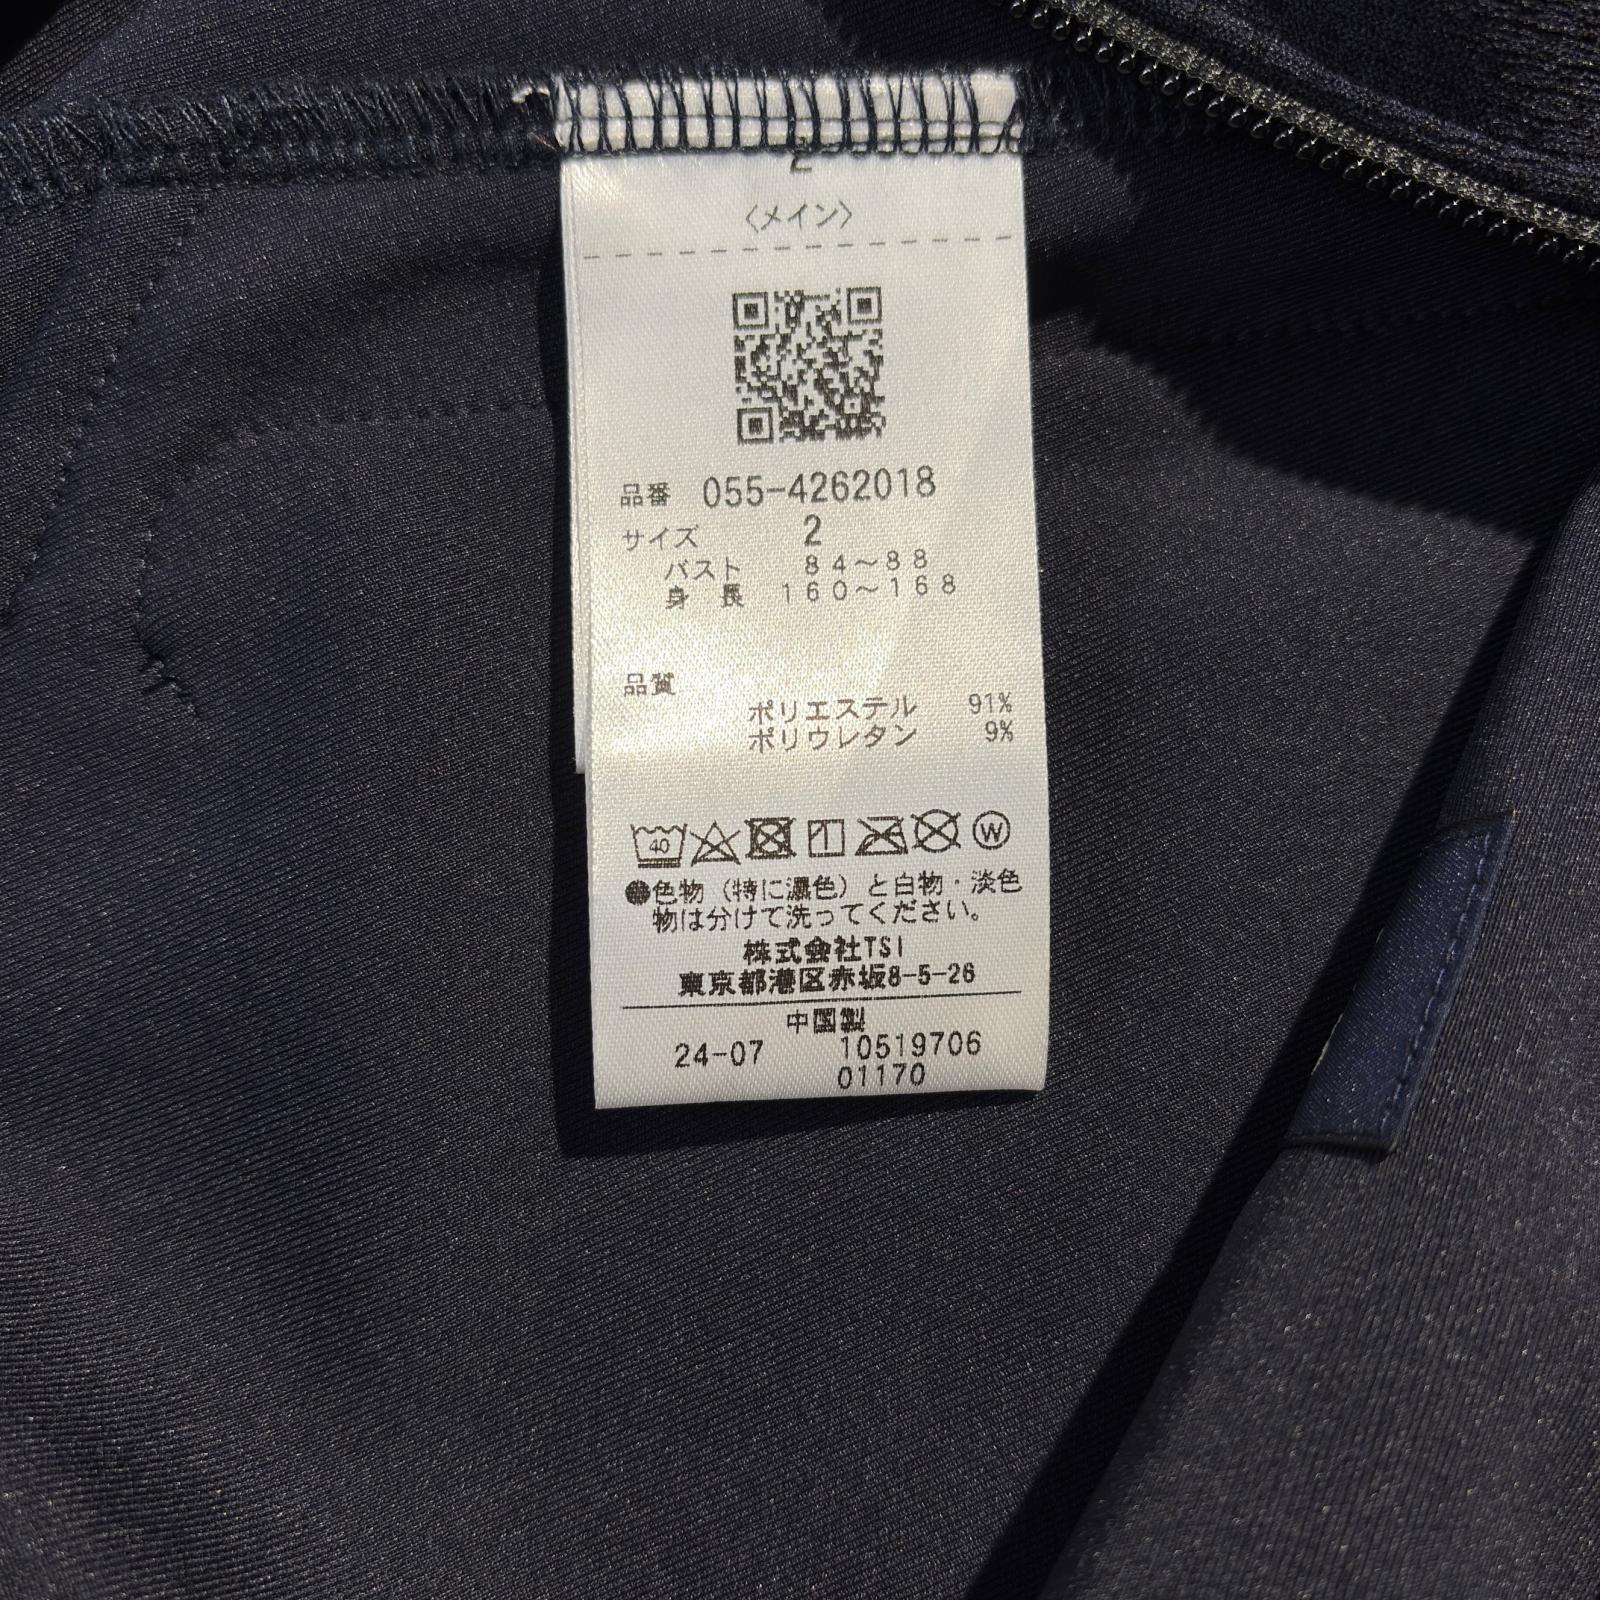 2
〈メイン〉
品番 055-4262018
サイズ 2
バスト 84～88
身長 160～168
品質
ポリエステル 91%
ポリウレタン 9%
40
W
●色物（特に濃色）と白物・淡色
物は分けて洗ってください。
株式会社TSI
東京都港区赤坂8-5-26
中国製
24-07 10519706
01170